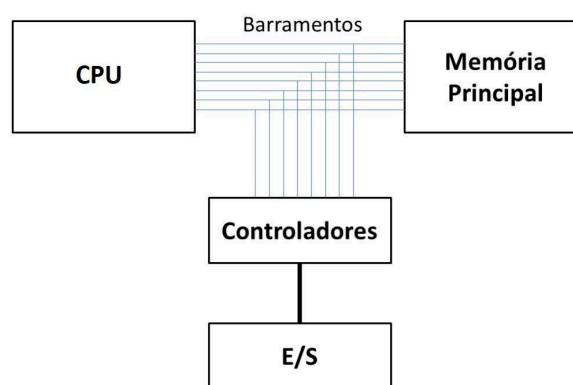 Barramentos
CPU
Memória
Principal
Controladores
E/S